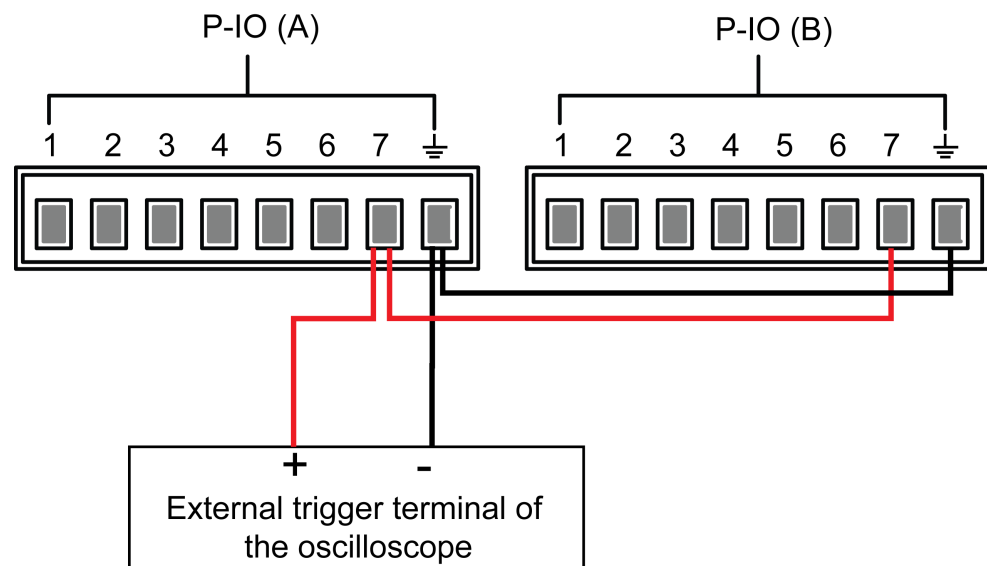 P-IO (A) P-IO (B)
1 2 3 4 5 6 7 1 2 3 4 5 6 7
+ -
External trigger terminal of
the oscilloscope